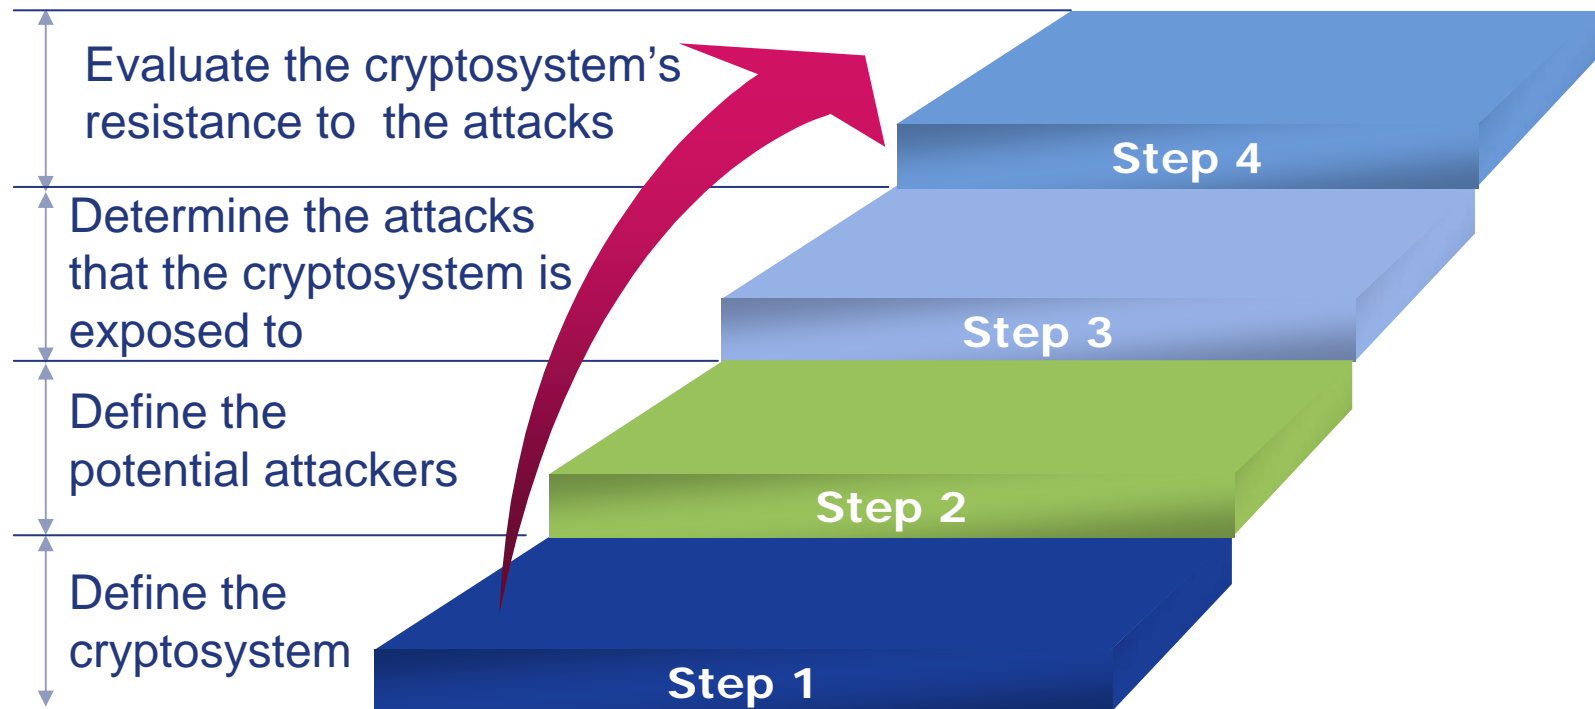 Evaluate the cryptosystem’s
resistance to  the attacks
Step 4
Determine the attacks
that the cryptosystem is
exposed to
Step 3
Define the
potential attackers
Step 2
Define the
cryptosystem
Step 1